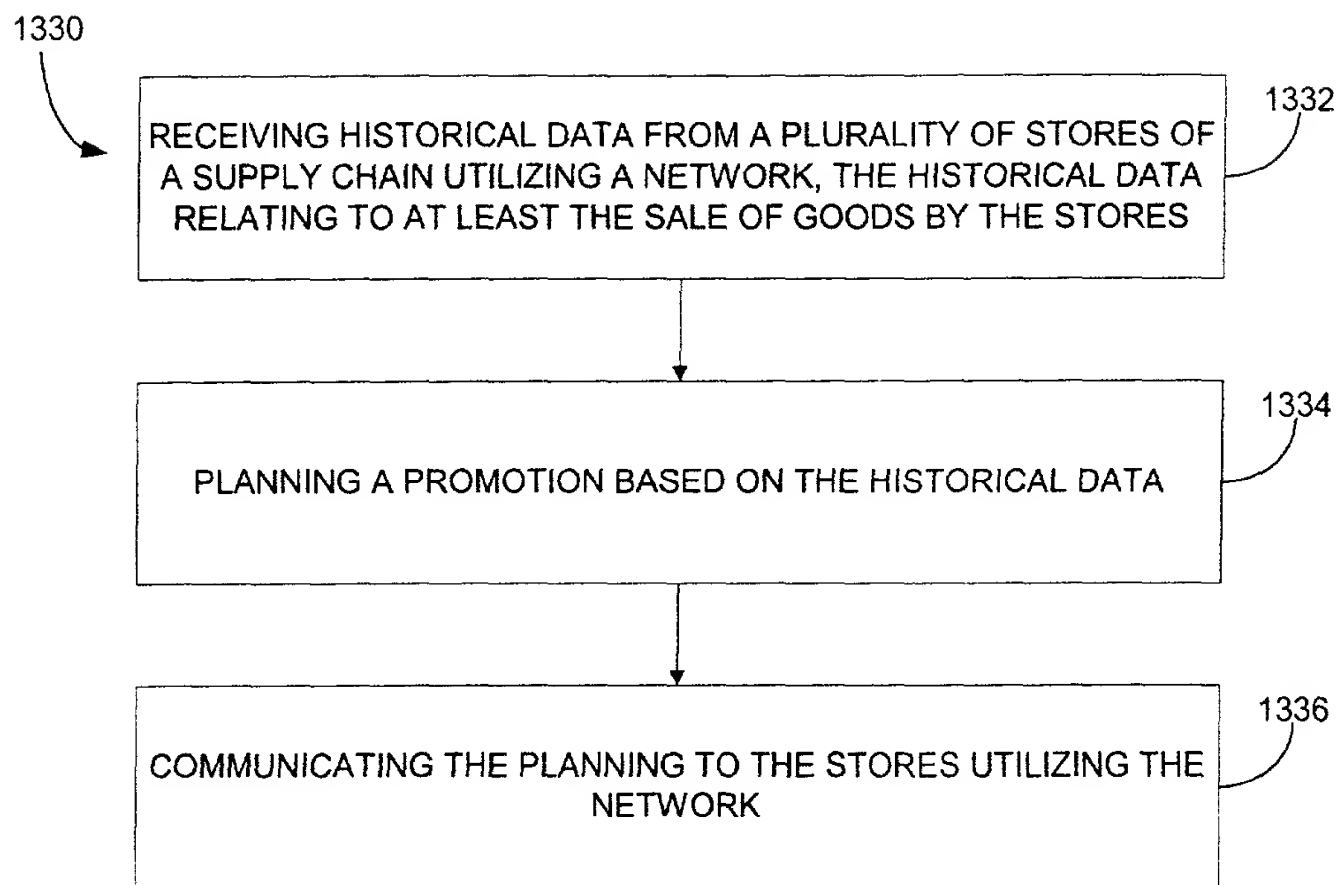 1330
1332
RECEIVING HISTORICAL DATA FROM A PLURALITY OF STORES OF
A SUPPLY CHAIN UTILIZING A NETWORK, THE HISTORICAL DATA
RELATING TO AT LEAST THE SALE OF GOODS BY THE STORES
1334
PLANNING A PROMOTION BASED ON THE HISTORICAL DATA
1336
COMMUNICATING THE PLANNING TO THE STORES UTILIZING THE
NETWORK